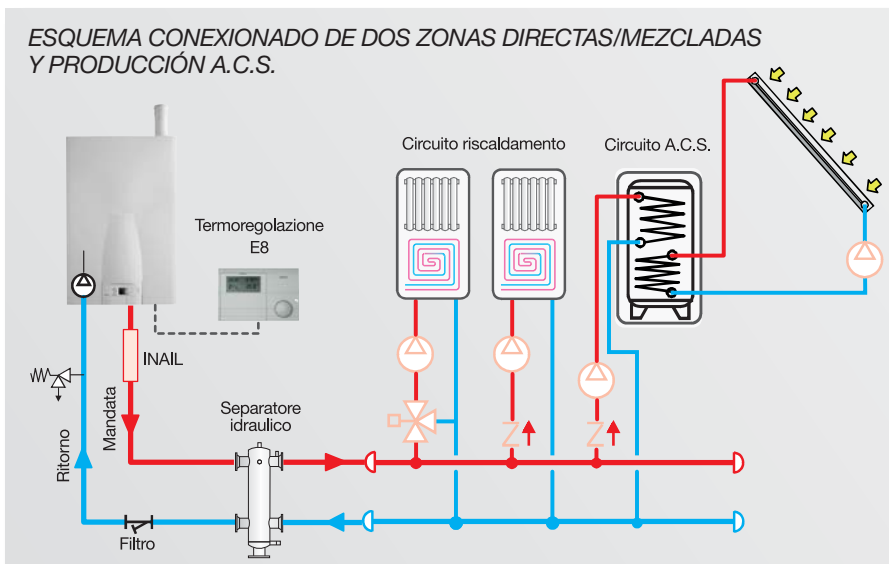 ESQUEMA CONEXIONADO DE DOS ZONAS DIRECTAS/MEZCLADAS
Y PRODUCCIÓN A.C.S.
Circuito riscaldamento
Circuito A.C.S.
Termoregolazione
E8
INAIL
Mandata
Ritorno
Separatore
idraulico
Filtro